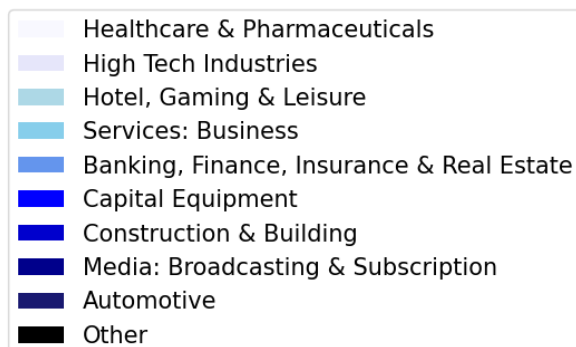 Healthcare & Pharmaceuticals
High Tech Industries
Hotel, Gaming & Leisure
Services: Business
Banking, Finance, Insurance & Real Estate
Capital Equipment
Construction & Building
Media: Broadcasting & Subscription
Automotive
Other